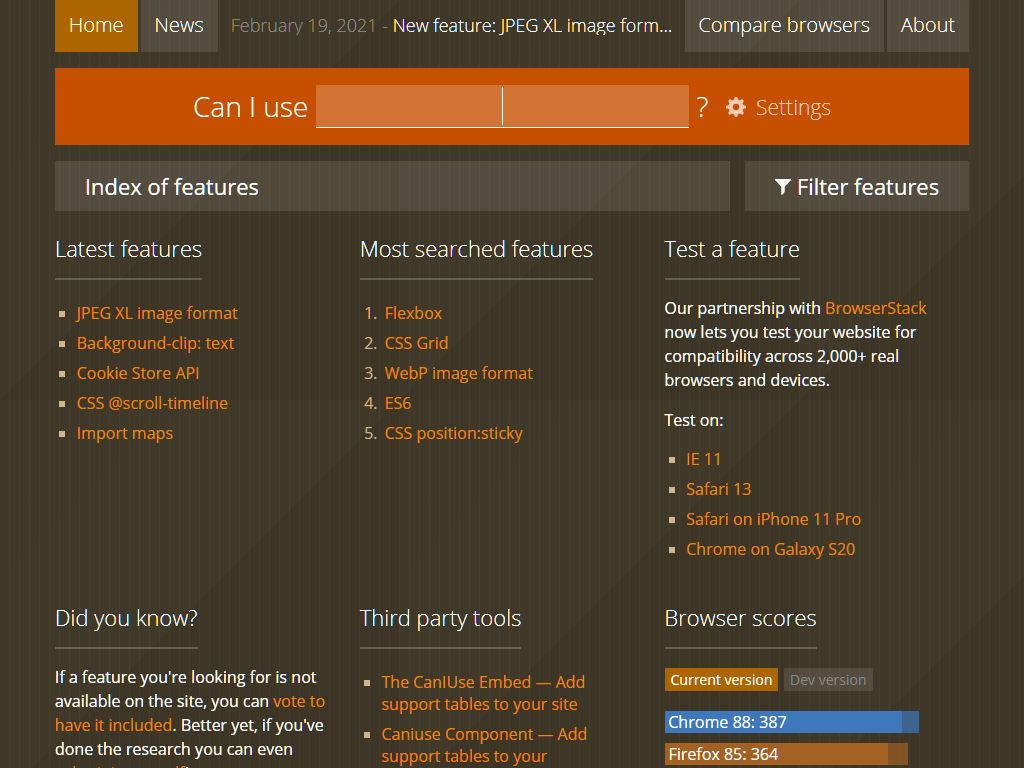 Home
News
February 19, 2021 - New feature: JPEG XL image form...
Compare browsers
About
Can I use
?
Settings
Index of features
Filter features
Latest features
JPEG XL image format
Background-clip: text
Cookie Store API
CSS @scroll-timeline
Import maps
Most searched features
1. Flexbox
2. CSS Grid
3. WebP image format
4. ES6
5. CSS position:sticky
Test a feature
Our partnership with BrowserStack
now lets you test your website for
compatibility across 2,000+ real
browsers and devices.
Test on:
IE 11
Safari 13
Safari on iPhone 11 Pro
Chrome on Galaxy S20
Did you know?
If a feature you're looking for is not
available on the site, you can vote to
have it included. Better yet, if you've
done the research you can even
Third party tools
The CanIUse Embed — Add
support tables to your site
Caniuse Component — Add
support tables to your
Browser scores
Current version
Dev version
Chrome 88: 387
Firefox 85: 364